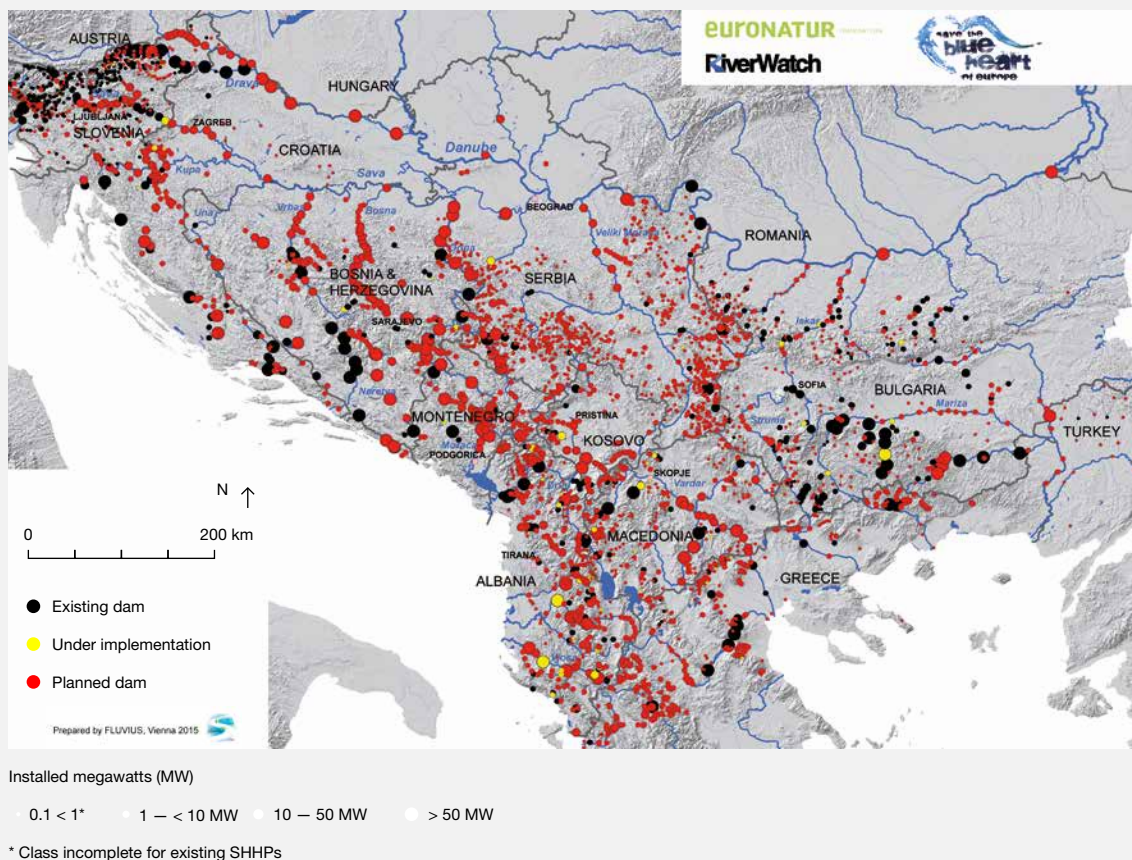 euronatur
RiverWatch
save the
blue
heart
of europe
AUSTRIA
HUNGARY
Drava
LJUBLJANA
SLOVENIA
ZAGREB
CROATIA
Danube
Kupa
Sava
Una
Vrbas
Bosna
BEOGRAD
ROMANIA
BOSNIA &
HERZEGOVINA
SERBIA
SARAJEVO
Iskar
SOFIA
BULGARIA
Mariza
Neretva
MONTENEGRO
PRISTINA
KOSOVO
Struma
TURKEY
PODGORICA
SKOPJE
Vardar
MACEDONIA
TIRANA
ALBANIA
GREECE
N
0 200 km
Existing dam
Under implementation
Planned dam
Prepared by FLUVIUS, Vienna 2015
Installed megawatts (MW)
0.1 < 1* 1 — < 10 MW 10 — 50 MW > 50 MW
* Class incomplete for existing SHHPs